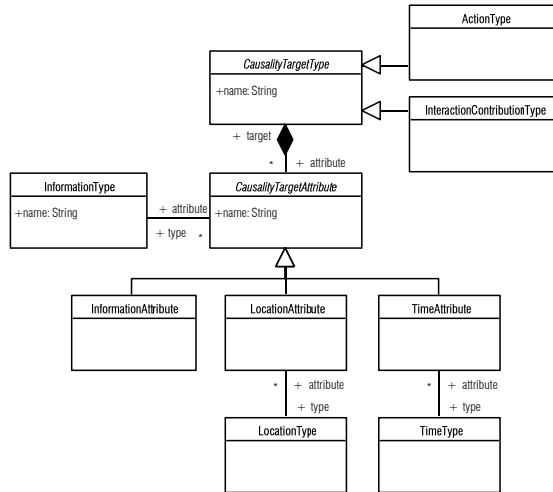 ActionType
CausalityTargetType
+name: String
InteractionContributionType
+ target
* + attribute
InformationType
+name: String
CausalityTargetAttribute
+name: String
+ attribute
+ type *
InformationAttribute
LocationAttribute
TimeAttribute
* + attribute
+ type
* + attribute
+ type
LocationType
TimeType